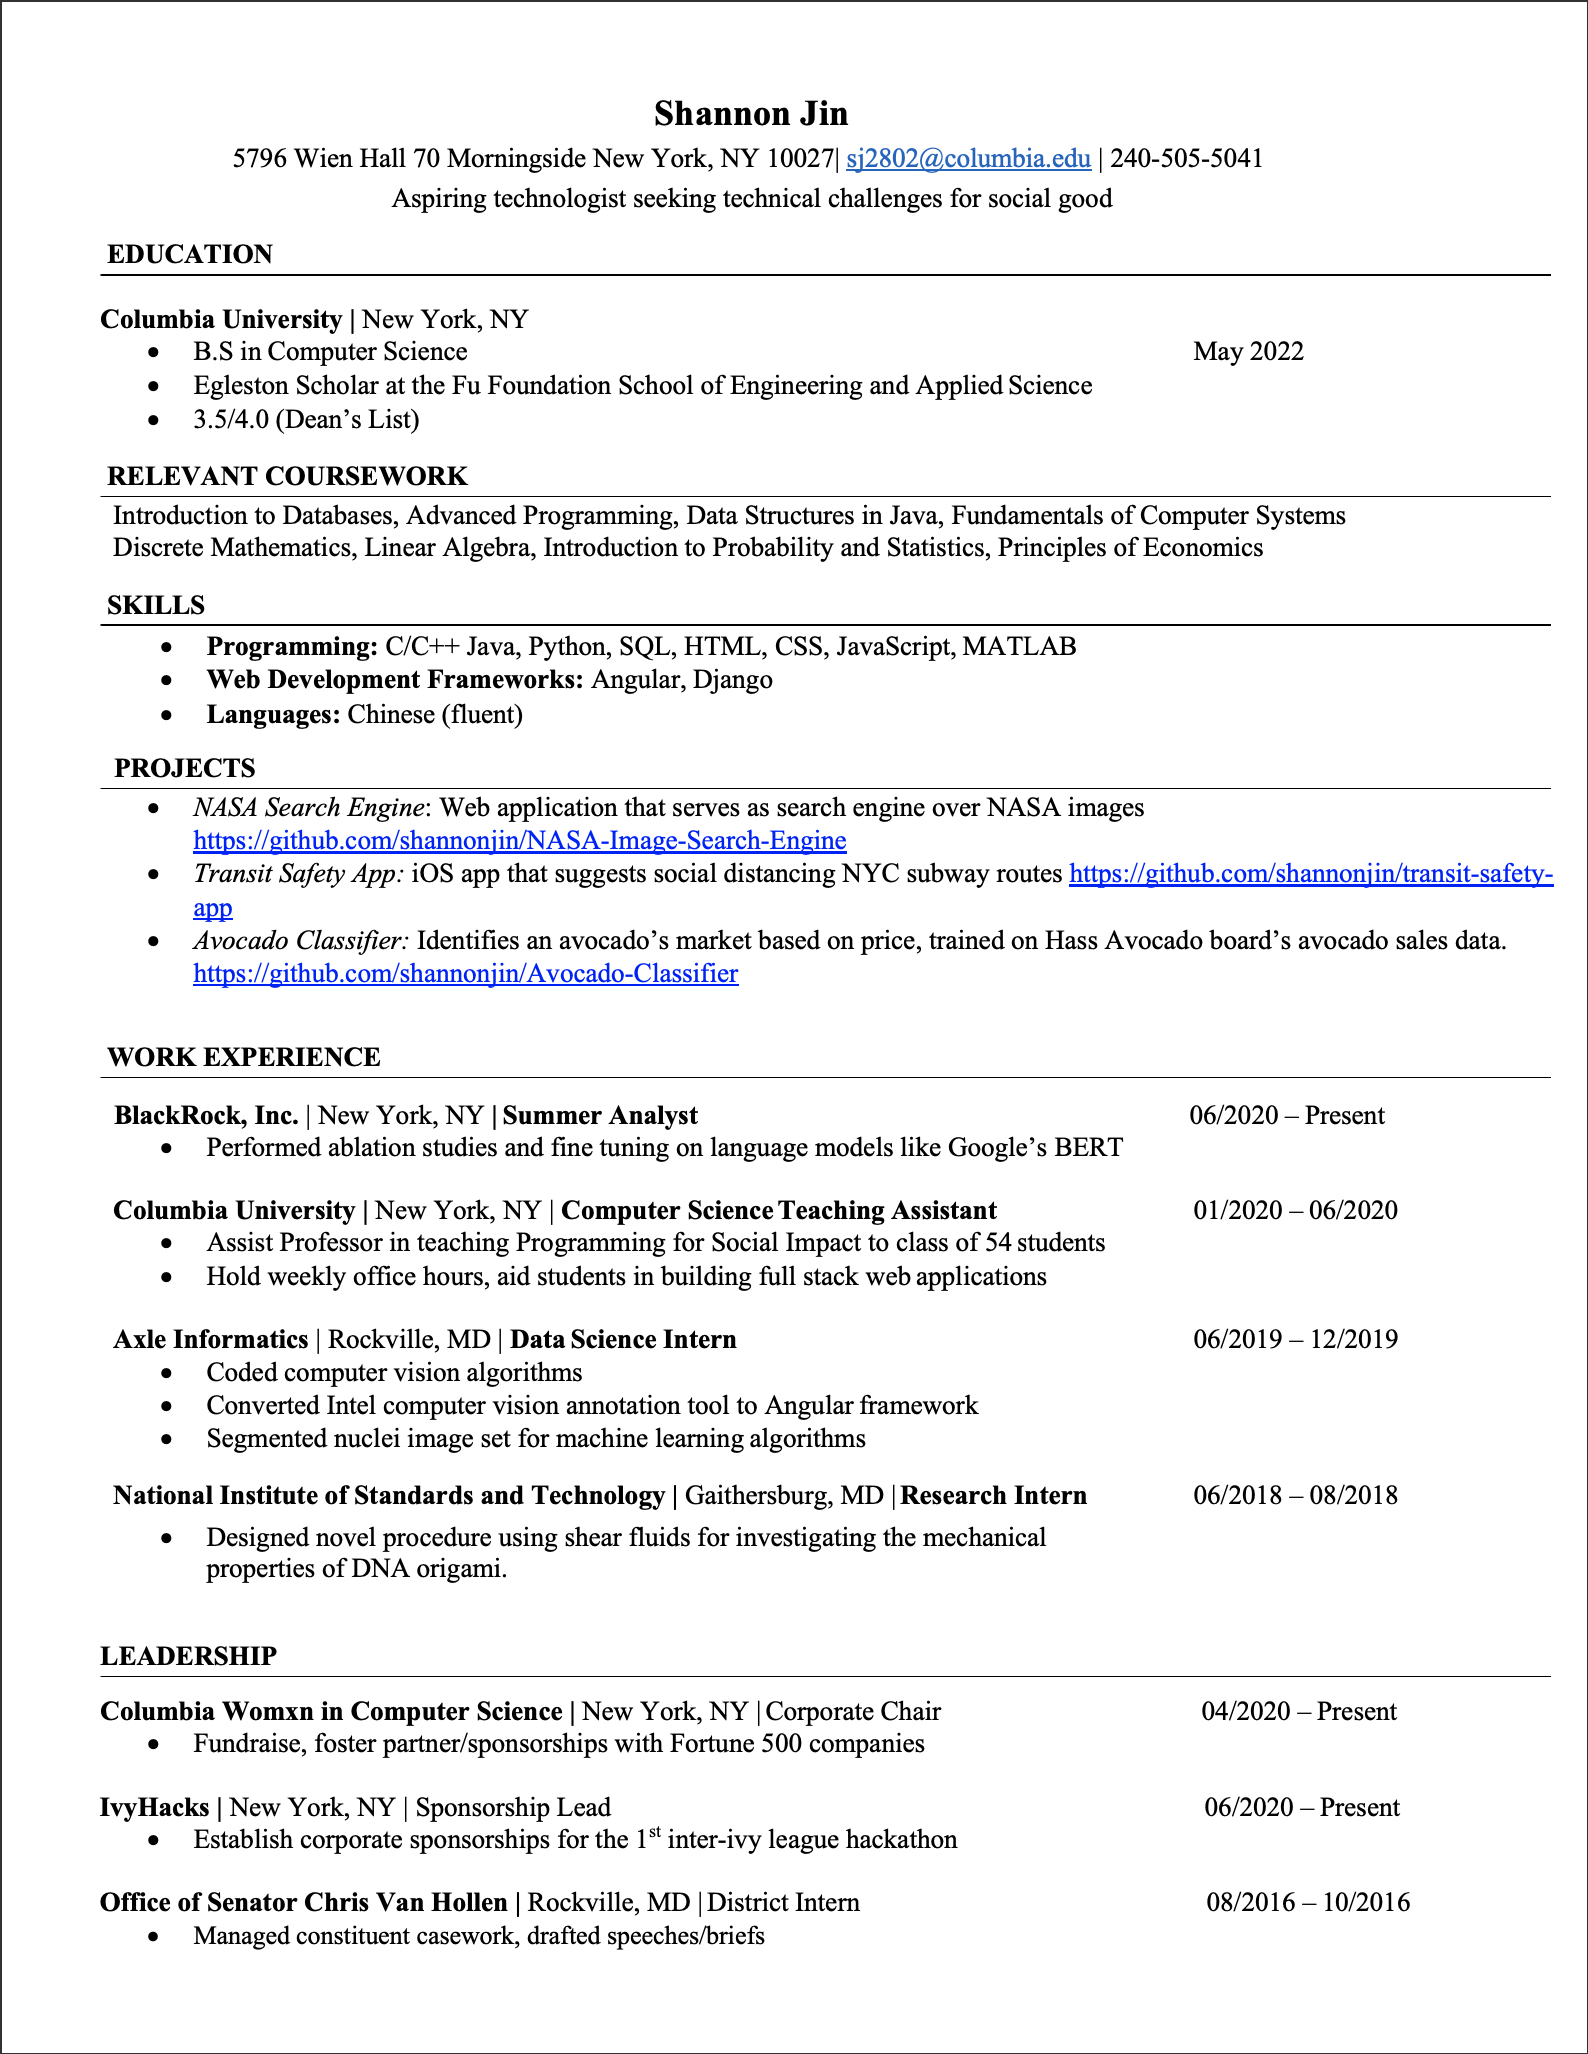 Shannon Jin
5796 Wien Hall 70 Morningside New York, NY 10027| sj2802@columbia.edu | 240-505-5041
Aspiring technologist seeking technical challenges for social good
EDUCATION
Columbia University | New York, NY
• B.S in Computer Science May 2022
• Egleston Scholar at the Fu Foundation School of Engineering and Applied Science
• 3.5/4.0 (Dean’s List)
RELEVANT COURSEWORK
Introduction to Databases, Advanced Programming, Data Structures in Java, Fundamentals of Computer Systems
Discrete Mathematics, Linear Algebra, Introduction to Probability and Statistics, Principles of Economics
SKILLS
• Programming: C/C++ Java, Python, SQL, HTML, CSS, JavaScript, MATLAB
• Web Development Frameworks: Angular, Django
• Languages: Chinese (fluent)
PROJECTS
• NASA Search Engine: Web application that serves as search engine over NASA images
https://github.com/shannonjin/NASA-Image-Search-Engine
• Transit Safety App: iOS app that suggests social distancing NYC subway routes https://github.com/shannonjin/transit-safety-
app
• Avocado Classifier: Identifies an avocado’s market based on price, trained on Hass Avocado board’s avocado sales data.
https://github.com/shannonjin/Avocado-Classifier
WORK EXPERIENCE
BlackRock, Inc. | New York, NY | Summer Analyst 06/2020 – Present
• Performed ablation studies and fine tuning on language models like Google’s BERT
Columbia University | New York, NY | Computer Science Teaching Assistant 01/2020 – 06/2020
• Assist Professor in teaching Programming for Social Impact to class of 54 students
• Hold weekly office hours, aid students in building full stack web applications
Axle Informatics | Rockville, MD | Data Science Intern 06/2019 – 12/2019
• Coded computer vision algorithms
• Converted Intel computer vision annotation tool to Angular framework
• Segmented nuclei image set for machine learning algorithms
National Institute of Standards and Technology | Gaithersburg, MD | Research Intern 06/2018 – 08/2018
• Designed novel procedure using shear fluids for investigating the mechanical
properties of DNA origami.
LEADERSHIP
Columbia Womxn in Computer Science | New York, NY | Corporate Chair 04/2020 – Present
• Fundraise, foster partner/sponsorships with Fortune 500 companies
IvyHacks | New York, NY | Sponsorship Lead 06/2020 – Present
• Establish corporate sponsorships for the 1st inter-ivy league hackathon
Office of Senator Chris Van Hollen | Rockville, MD | District Intern 08/2016 – 10/2016
• Managed constituent casework, drafted speeches/briefs